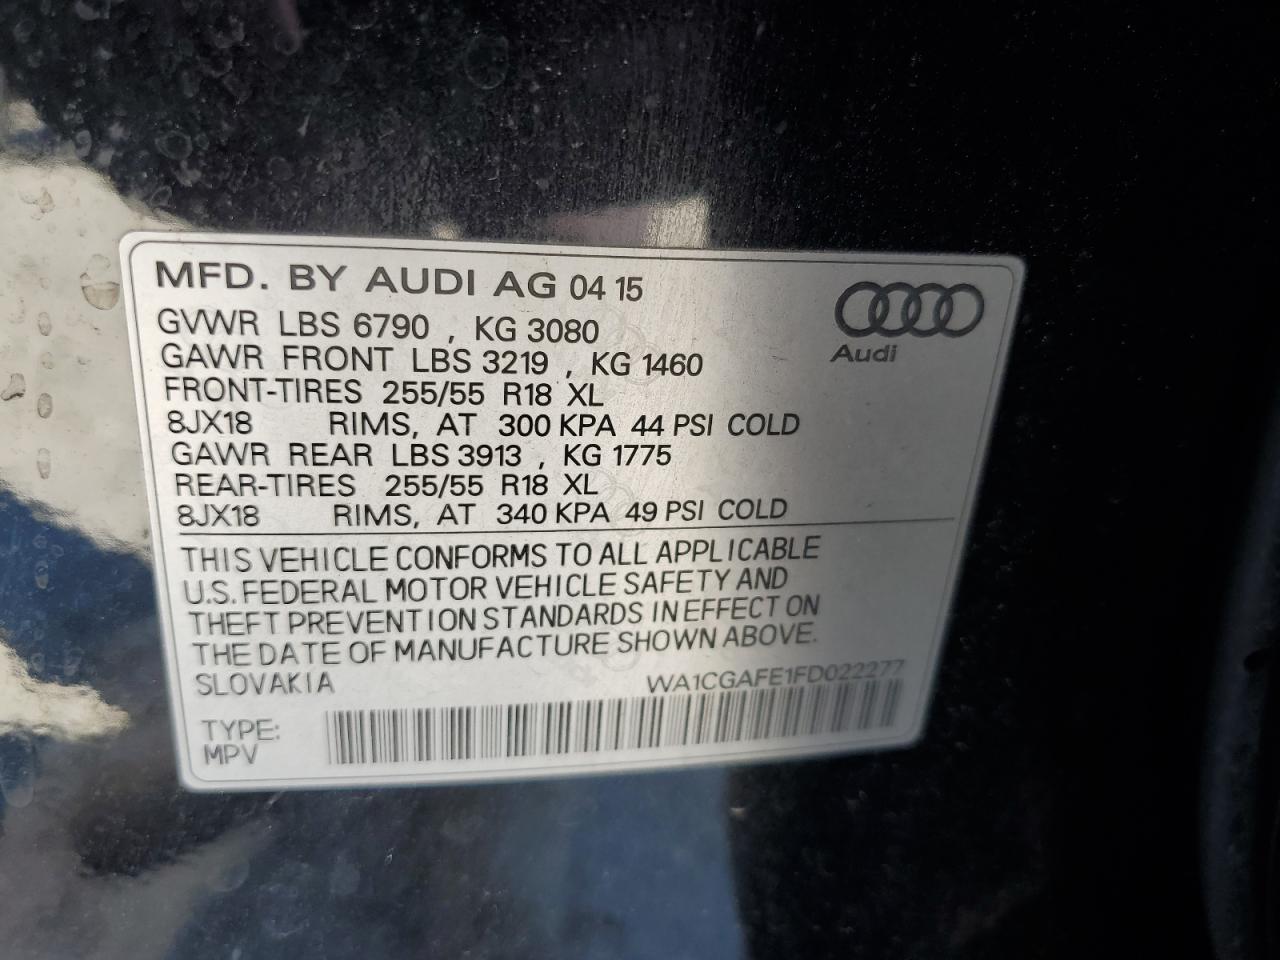 MFD. BY AUDI AG 04 15
GVWR LBS 6790 , KG 3080
GAWR FRONT LBS 3219 , KG 1460
FRONT-TIRES 255/55 R18 XL
8JX18 RIMS, AT 300 KPA 44 PSI COLD
GAWR REAR LBS 3913 , KG 1775
REAR-TIRES 255/55 R18 XL
8JX18 RIMS, AT 340 KPA 49 PSI COLD
Audi
THIS VEHICLE CONFORMS TO ALL APPLICABLE
U.S. FEDERAL MOTOR VEHICLE SAFETY AND
THEFT PREVENTION STANDARDS IN EFFECT ON
THE DATE OF MANUFACTURE SHOWN ABOVE.
SLOVAKIA WA1CGAFE1FD022277
TYPE:
MPV